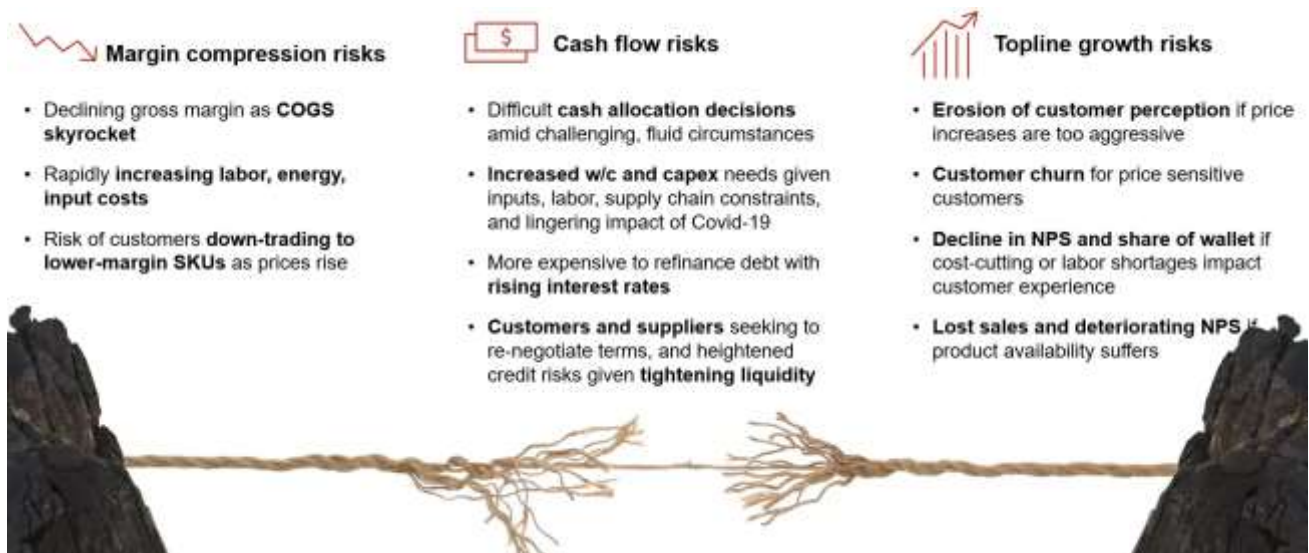 Margin compression risks
• Declining gross margin as COGS
skyrocket
• Rapidly increasing labor, energy,
input costs
• Risk of customers down-trading to
lower-margin SKUs as prices rise
$
Cash flow risks
• Difficult cash allocation decisions
amid challenging, fluid circumstances
• Increased w/c and capex needs given
inputs, labor, supply chain constraints,
and lingering impact of Covid-19
• More expensive to refinance debt with
rising interest rates
• Customers and suppliers seeking to
re-negotiate terms, and heightened
credit risks given tightening liquidity
Topline growth risks
• Erosion of customer perception if price
increases are too aggressive
• Customer churn for price sensitive
customers
• Decline in NPS and share of wallet if
cost-cutting or labor shortages impact
customer experience
• Lost sales and deteriorating NPS if
product availability suffers